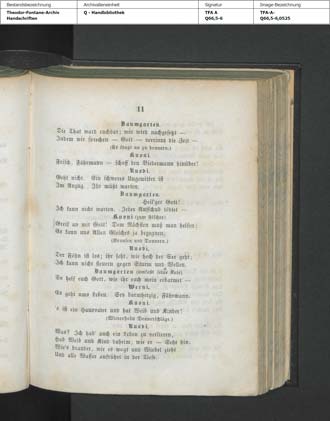 Bestandsbezeichnung
Theodor-Fontane-Archiv
Handschriften
Archivalieneinheit
Q - Handbibliothek
Signatur
TFA A
Q66,5-6
Image-Bezeichnung
TFA-A-
Q66,5-6,0525
11
Baumgarten.
Die That ward ruchbar; mir wird nachgesetzt —
Indem wir sprechen — Gott — verrinnt die Zeit —
(Es fängt an zu donnern.)
Kuoni.
Frisch, Fährmann — schaff den Biedermann hinüber!
Ruodi.
Geht nicht. Ein schweres Ungewitter ist
Im Anzug. Ihr müßt warten.
Baumgarten.
Heil'ger Gott!
Ich kann nicht warten. Jeder Aufschub tödtet —
Kuoni (zum Fischer)
Greif an mit Gott! Dem Nächsten muß man helfen;
Es kann uns Allen Gleiches ja begegnen.
(Brausen und Donnern.)
Ruodi.
Der Föhn ist los; ihr seht, wie hoch der See geht;
Ich kann nicht steuern gegen Sturm und Wellen.
Baumgarten (umfaßt seine Knie)
So helf euch Gott, wie ihr euch mein erbarmet —
Werni.
Es geht ums Leben. Sey barmherzig, Fährmann.
Kuoni.
's ist ein Hausvater und hat Weib und Kinder!
(Wiederholte Donnerschläge.)
Ruodi.
Was? Ich hab' auch ein Leben zu verlieren,
Hab Weib und Kind daheim, wie er — Seht hin,
Wie's brandet, wie es wogt und Wirbel zieht
Und alle Wasser aufrührt in der Tiefe.